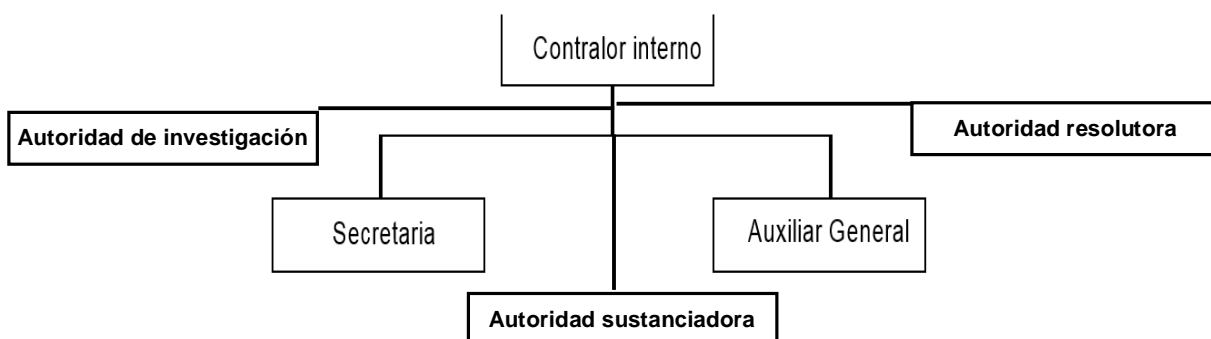 Contralor interno
Autoridad de investigación
Autoridad resolutora
Secretaria
Auxiliar General
Autoridad sustanciadora